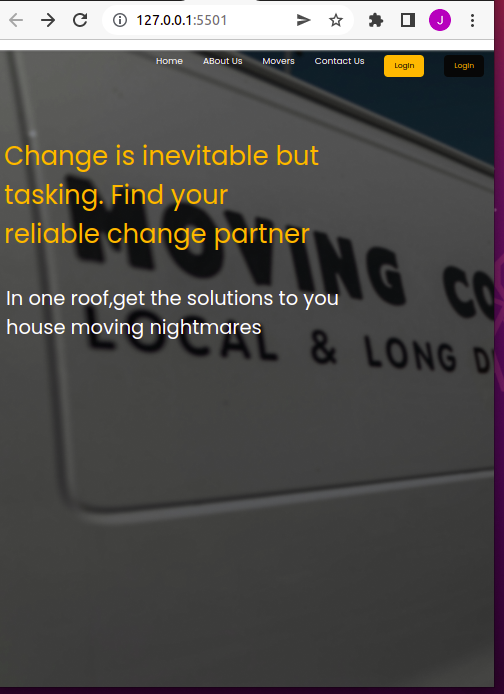 127.0.0.1:5501
J
Home ABout Us Movers Contact Us Login Login
Change is inevitable but
tasking. Find your
reliable change partner
In one roof,get the solutions to you
house moving nightmares
MOVING CO
LOCAL & LONG D